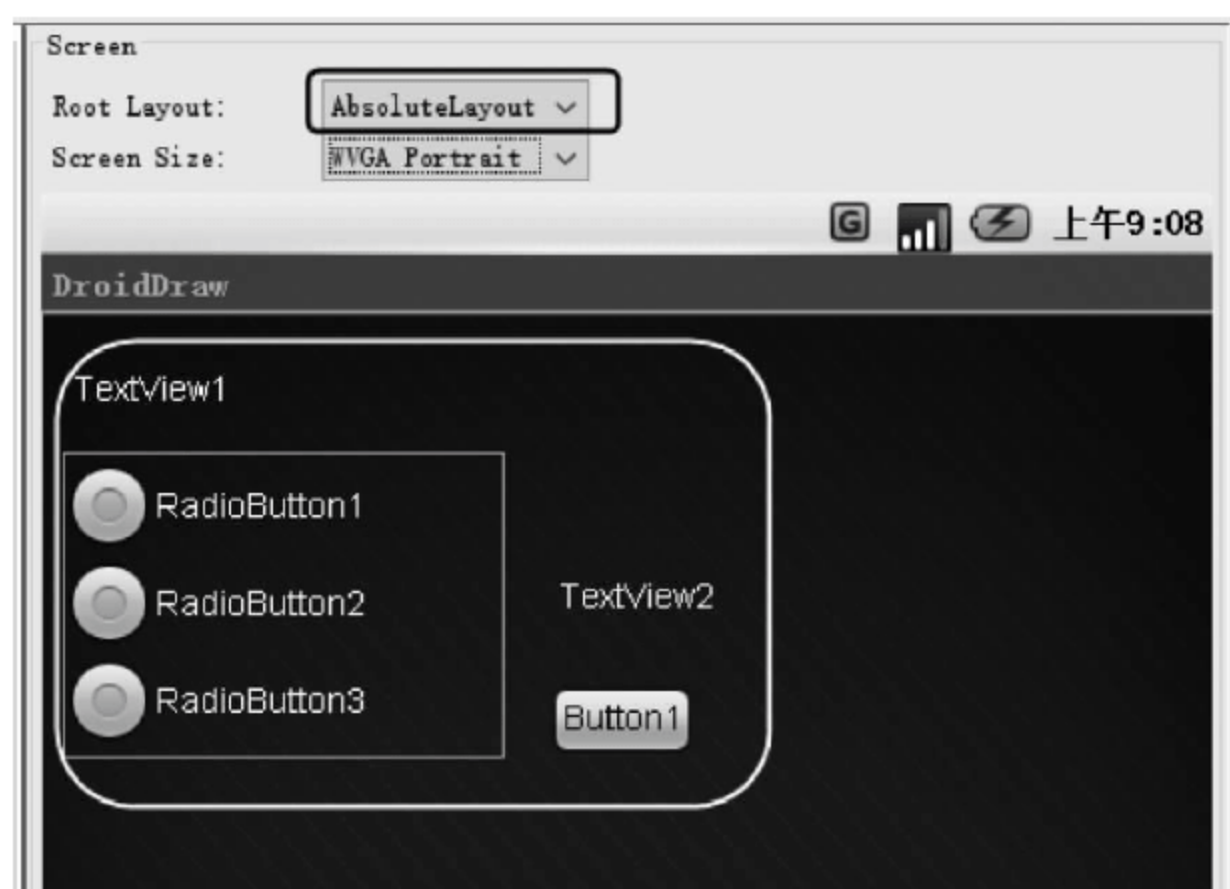 Screen
Root Layout: AbsoluteLayout
Screen Size: WVGA Portrait
G 上午9:08
DroidDraw
TextView1
RadioButton1
RadioButton2
TextView2
RadioButton3
Button1